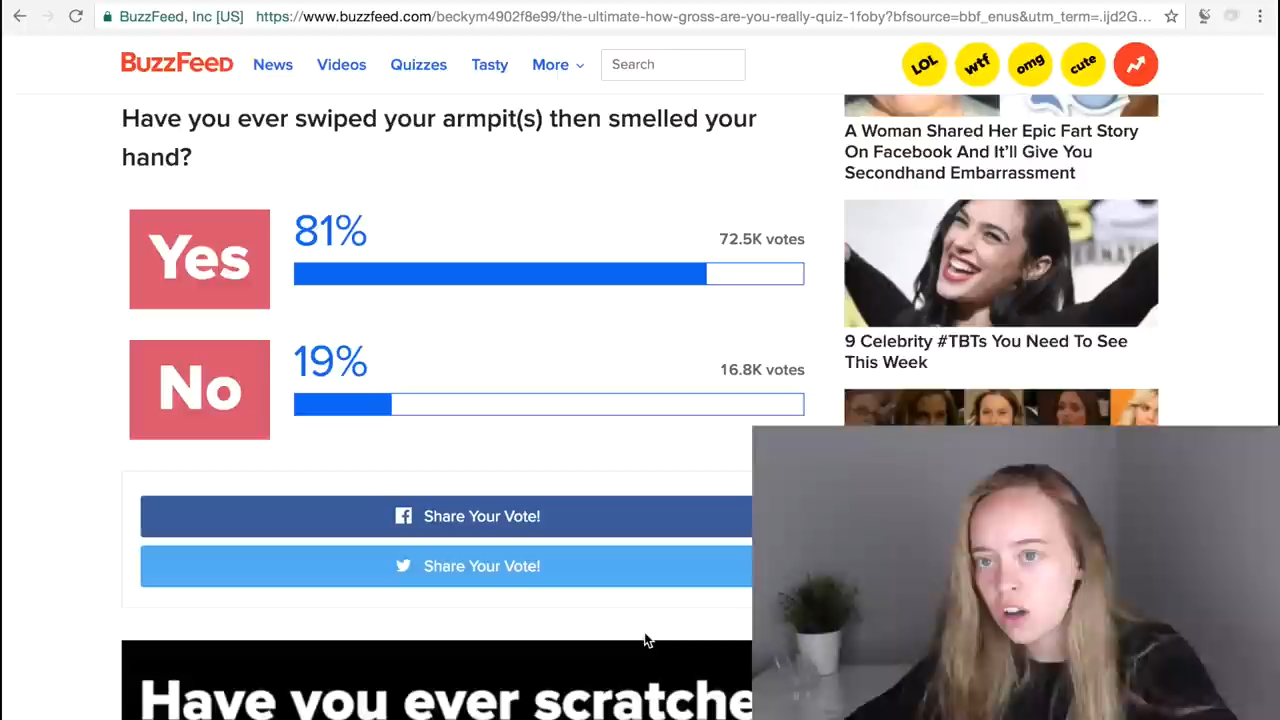 BuzzFeed, Inc [US]
https://www.buzzfeed.com/beckym4902f8e99/the-ultimate-how-gross-are-you-really-quiz-1foby?bfsource=bbf_enus&utm_term=.ijd2G...
BuzzFeed News Videos Quizzes Tasty More Search LOL wtf omg cute
Have you ever swiped your armpit(s) then smelled your
hand?
Yes
81%
72.5K votes
No
19%
16.8K votes
Share Your Vote!
Share Your Vote!
Have you ever scratche
A Woman Shared Her Epic Fart Story
On Facebook And It’ll Give You
Secondhand Embarrassment
9 Celebrity #TBTs You Need To See
This Week